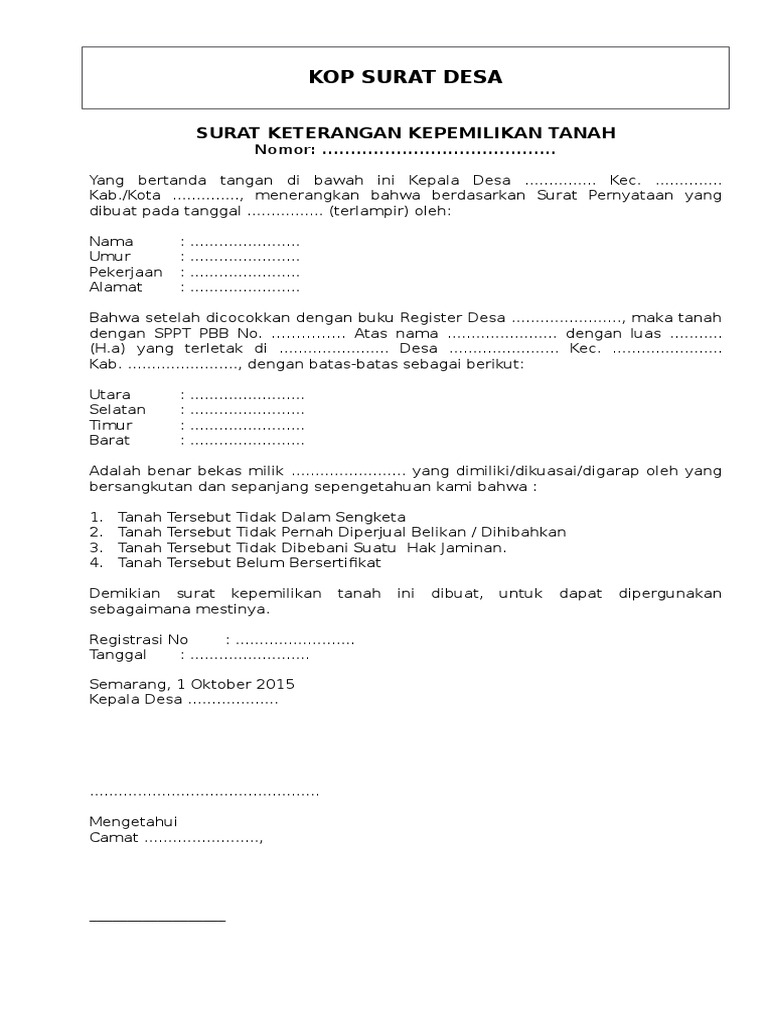 KOP SURAT DESA
SURAT KETERANGAN KEPEMILIKAN TANAH
Nomor: .........................................
Yang bertanda tangan di bawah ini Kepala Desa ............... Kec. ..............
Kab./Kota .............., menerangkan bahwa berdasarkan Surat Pernyataan yang
dibuat pada tanggal ................ (terlampir) oleh:
Nama : .......................
Umur : .......................
Pekerjaan : .......................
Alamat : .......................
Bahwa setelah dicocokkan dengan buku Register Desa ......................., maka tanah
dengan SPPT PBB No. ............... Atas nama ....................... dengan luas ...........
(H.a) yang terletak di ....................... Desa ....................... Kec. .......................
Kab. ......................., dengan batas-batas sebagai berikut:
Utara : ........................
Selatan : ........................
Timur : ........................
Barat : ........................
Adalah benar bekas milik ........................ yang dimiliki/dikuasai/digarap oleh yang
bersangkutan dan sepanjang sepengetahuan kami bahwa :
1. Tanah Tersebut Tidak Dalam Sengketa
2. Tanah Tersebut Tidak Pernah Diperjual Belikan / Dihibahkan
3. Tanah Tersebut Tidak Dibebani Suatu  Hak Jaminan.
4. Tanah Tersebut Belum Bersertifikat
Demikian surat kepemilikan tanah ini dibuat, untuk dapat dipergunakan
sebagaimana mestinya.
Registrasi No : .........................
Tanggal : .........................
Semarang, 1 Oktober 2015
Kepala Desa ...................
................................................
Mengetahui
Camat ........................,
___________________